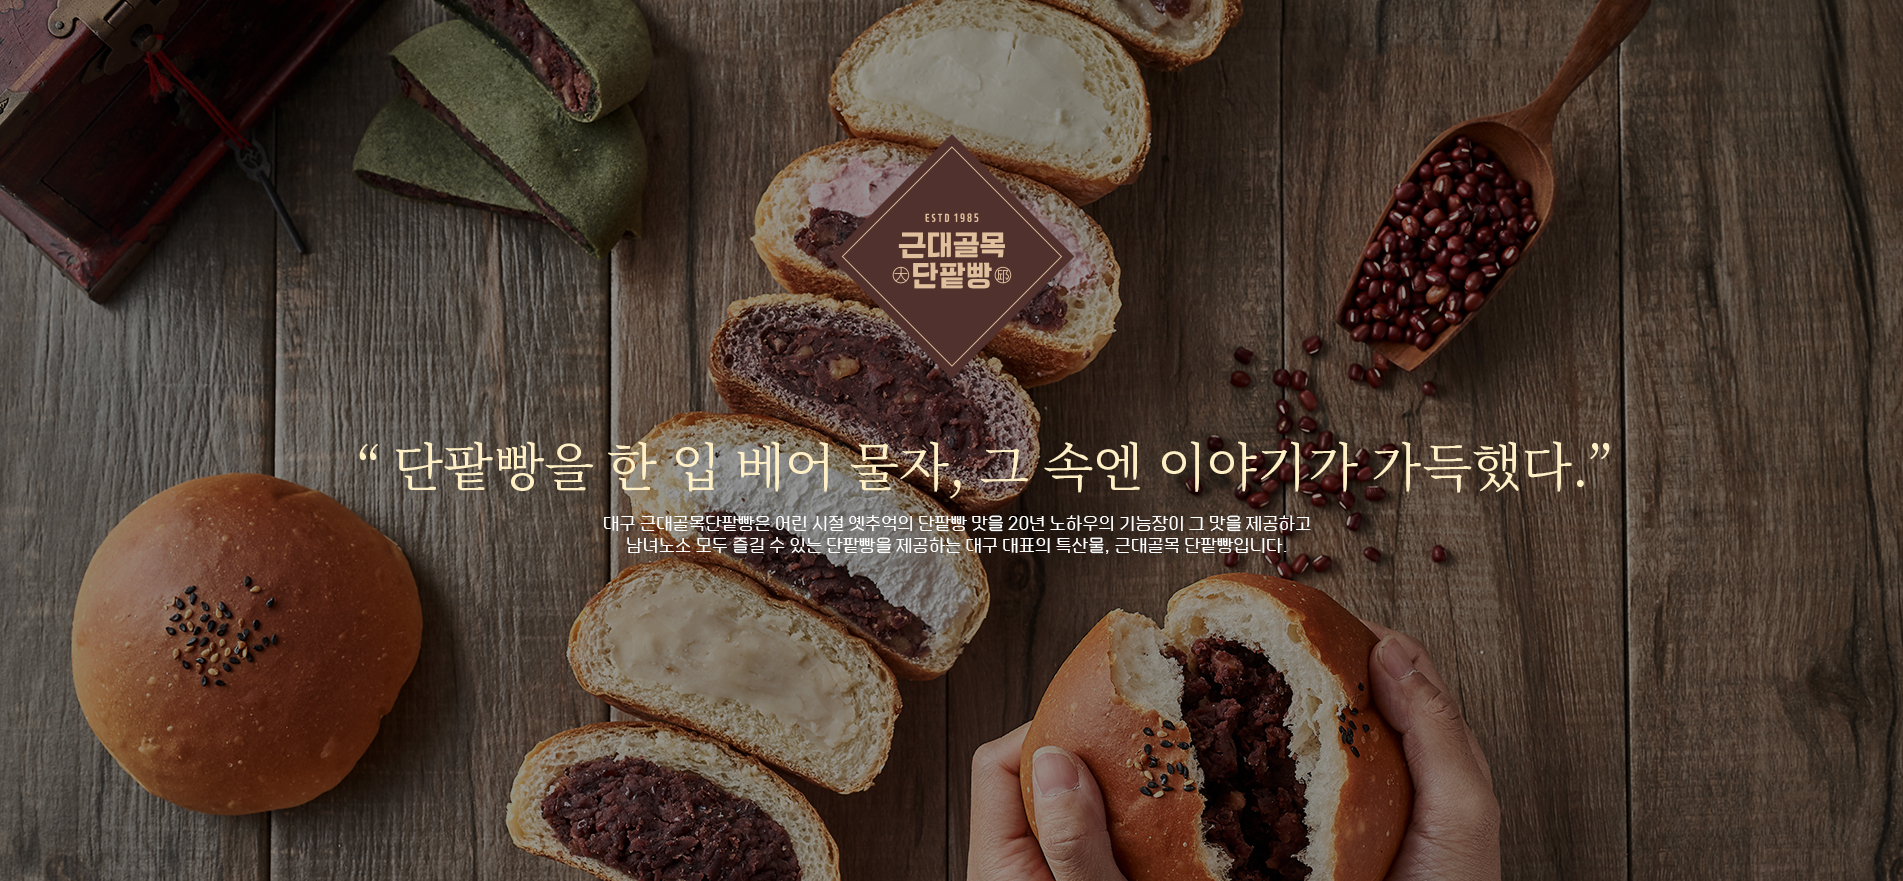 ESTD 1985
근대골목
大 단팥빵 邱
“ 단팥빵을 한 입 베어 물자, 그 속엔 이야기가 가득했다.”
대구 근대골목단팥빵은 어린 시절 옛추억의 단팥빵 맛을 20년 노하우의 기능장이 그 맛을 제공하고
남녀노소 모두 즐길 수 있는 단팥빵을 제공하는 대구 대표의 특산물, 근대골목 단팥빵입니다.